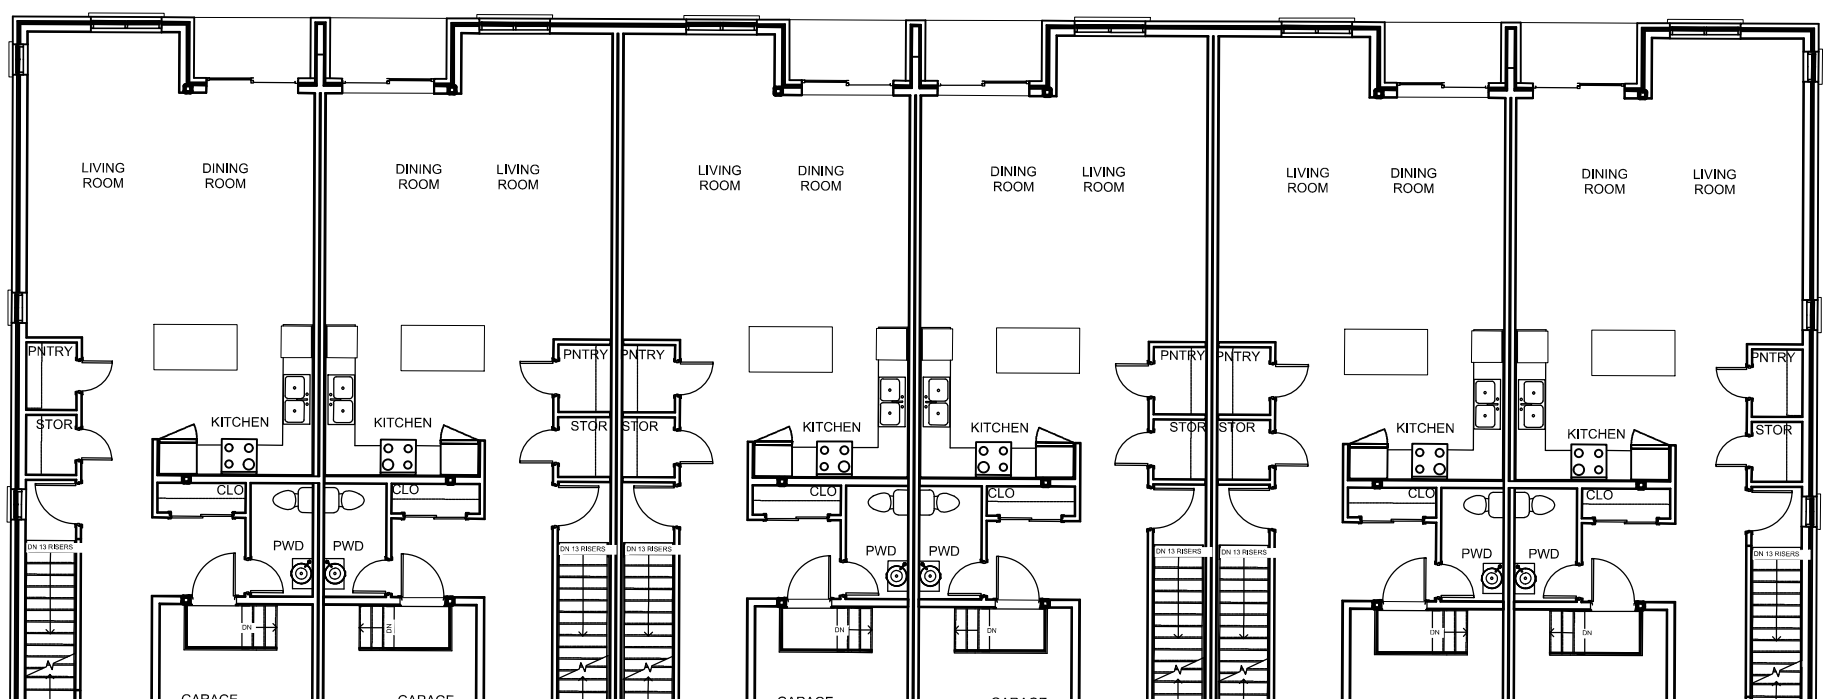 LIVING
ROOM
DINING
ROOM
DINING
ROOM
LIVING
ROOM
LIVING
ROOM
DINING
ROOM
DINING
ROOM
LIVING
ROOM
LIVING
ROOM
DINING
ROOM
DINING
ROOM
LIVING
ROOM
PNTRY
PNTRY
PNTRY
PNTRY
PNTRY
PNTRY
STOR
KITCHEN
KITCHEN
STOR
STOR
KITCHEN
KITCHEN
STOR
STOR
KITCHEN
KITCHEN
STOR
CLO
CLO
CLO
CLO
CLO
CLO
DN 13 RISERS
PWD
PWD
DN 13 RISERS
DN 13 RISERS
PWD
PWD
DN 13 RISERS
DN 13 RISERS
PWD
PWD
DN 13 RISERS
DN
DN
DN
DN
DN
DN
GARAGE
GARAGE
GARAGE
GARAGE